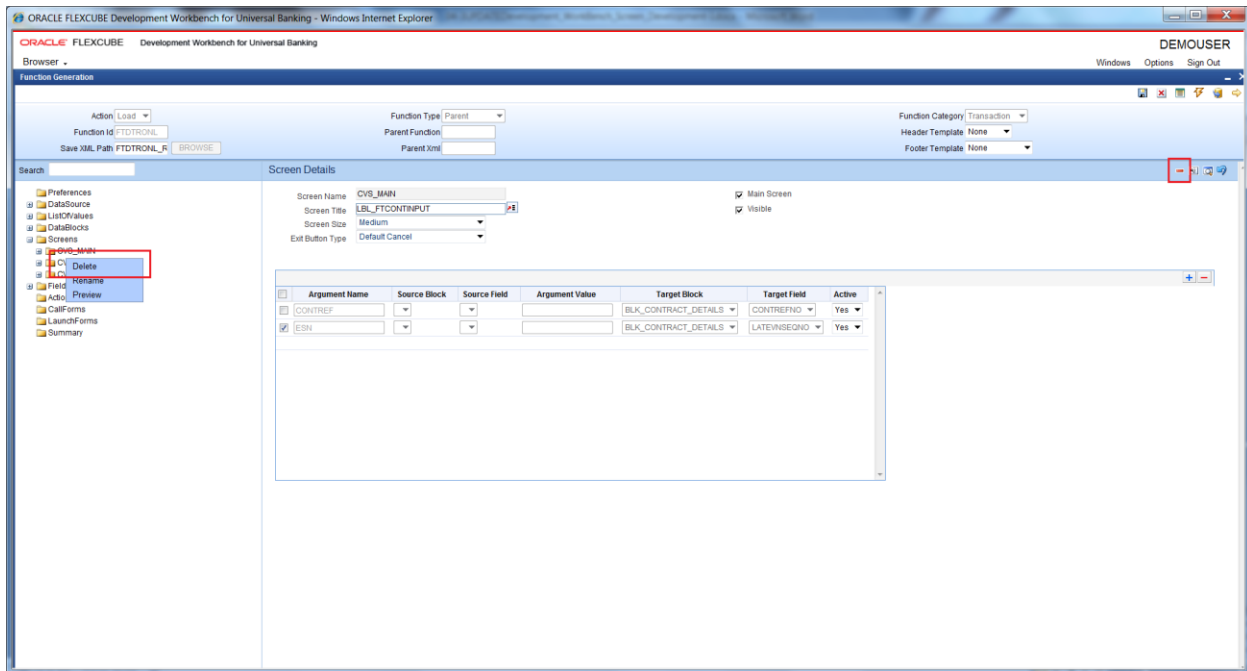 ORACLE FLEXCUBE Development Workbench for Universal Banking - Windows Internet Explorer
ORACLE FLEXCUBE Development Workbench for Universal Banking DEMOUSER
Browser Windows Options Sign Out
Function Generation
Action Load Function Type Parent Function Category Transaction
Function Id FTDTRONL Parent Function Header Template None
Save XML Path FTDTRONL_R BROWSE Parent Xml Footer Template None
Search Screen Details
Preferences
DataSource
ListOfValues
DataBlocks
Screens
CVS_MAIN
Delete
Rename
Field
Preview
Actio
CallForms
LaunchForms
Summary
Screen Name CVS_MAIN Main Screen
Screen Title LBL_FTCONTINPUT Visible
Screen Size Medium
Exit Button Type Default Cancel
Argument Name Source Block Source Field Argument Value Target Block Target Field Active
CONTREF BLK_CONTRACT_DETAILS CONTREFNO Yes
ESN BLK_CONTRACT_DETAILS LATEVNSEQNO Yes